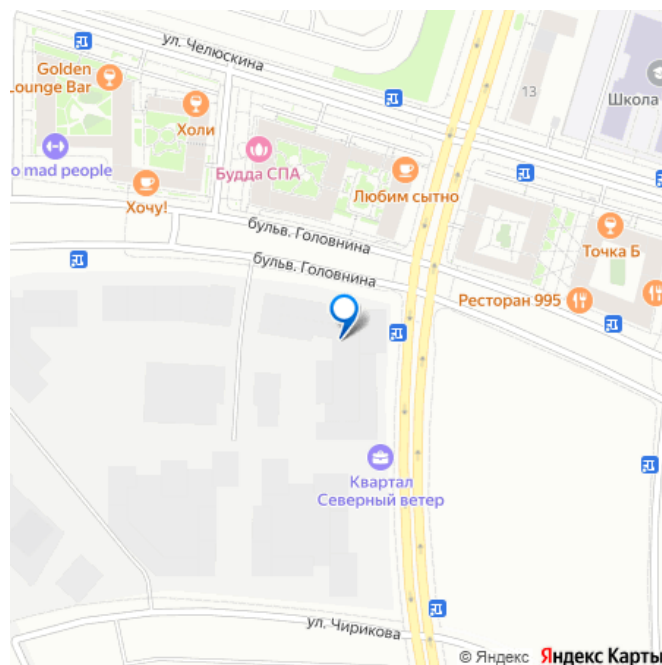 ул. Челюскина
Golden
Lounge Bar
13
Школа
Холи
Будда СПА
Любим сытно
o mad people
Хочу!
бульв. Головнина
бульв. Головнина
Точка Б
Ресторан 995
Квартал
Северный ветер
ул. Чирикова
© Яндекс Яндекс Карты